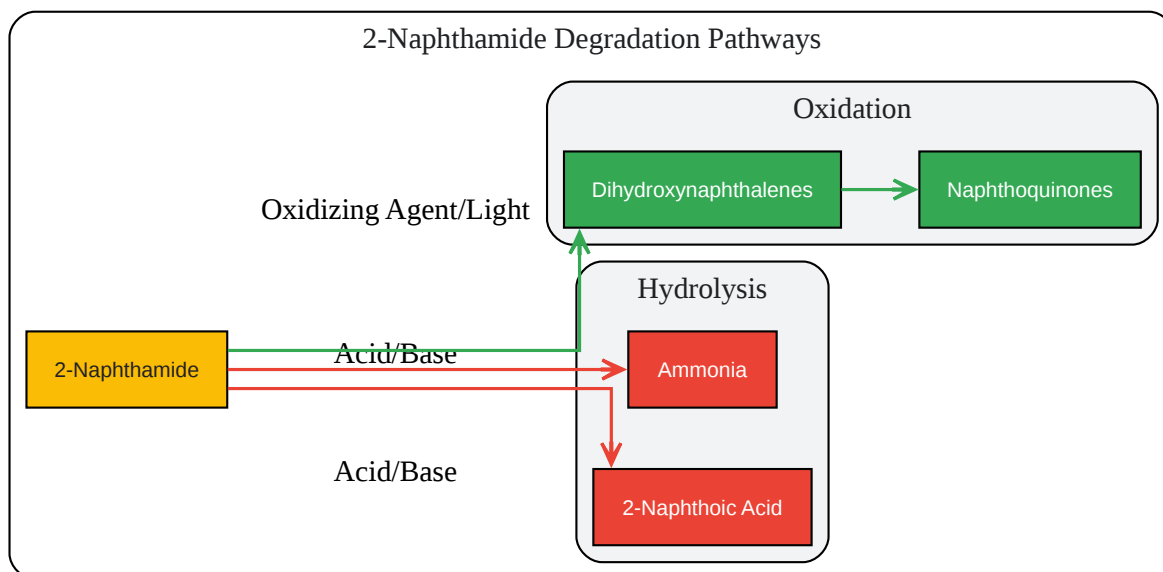 2-Naphthamide Degradation Pathways
Oxidation
Dihydroxynaphthalenes
Naphthoquinones
Oxidizing Agent/Light
Hydrolysis
2-Naphthamide
Acid/Base
Ammonia
Acid/Base
2-Naphthoic Acid